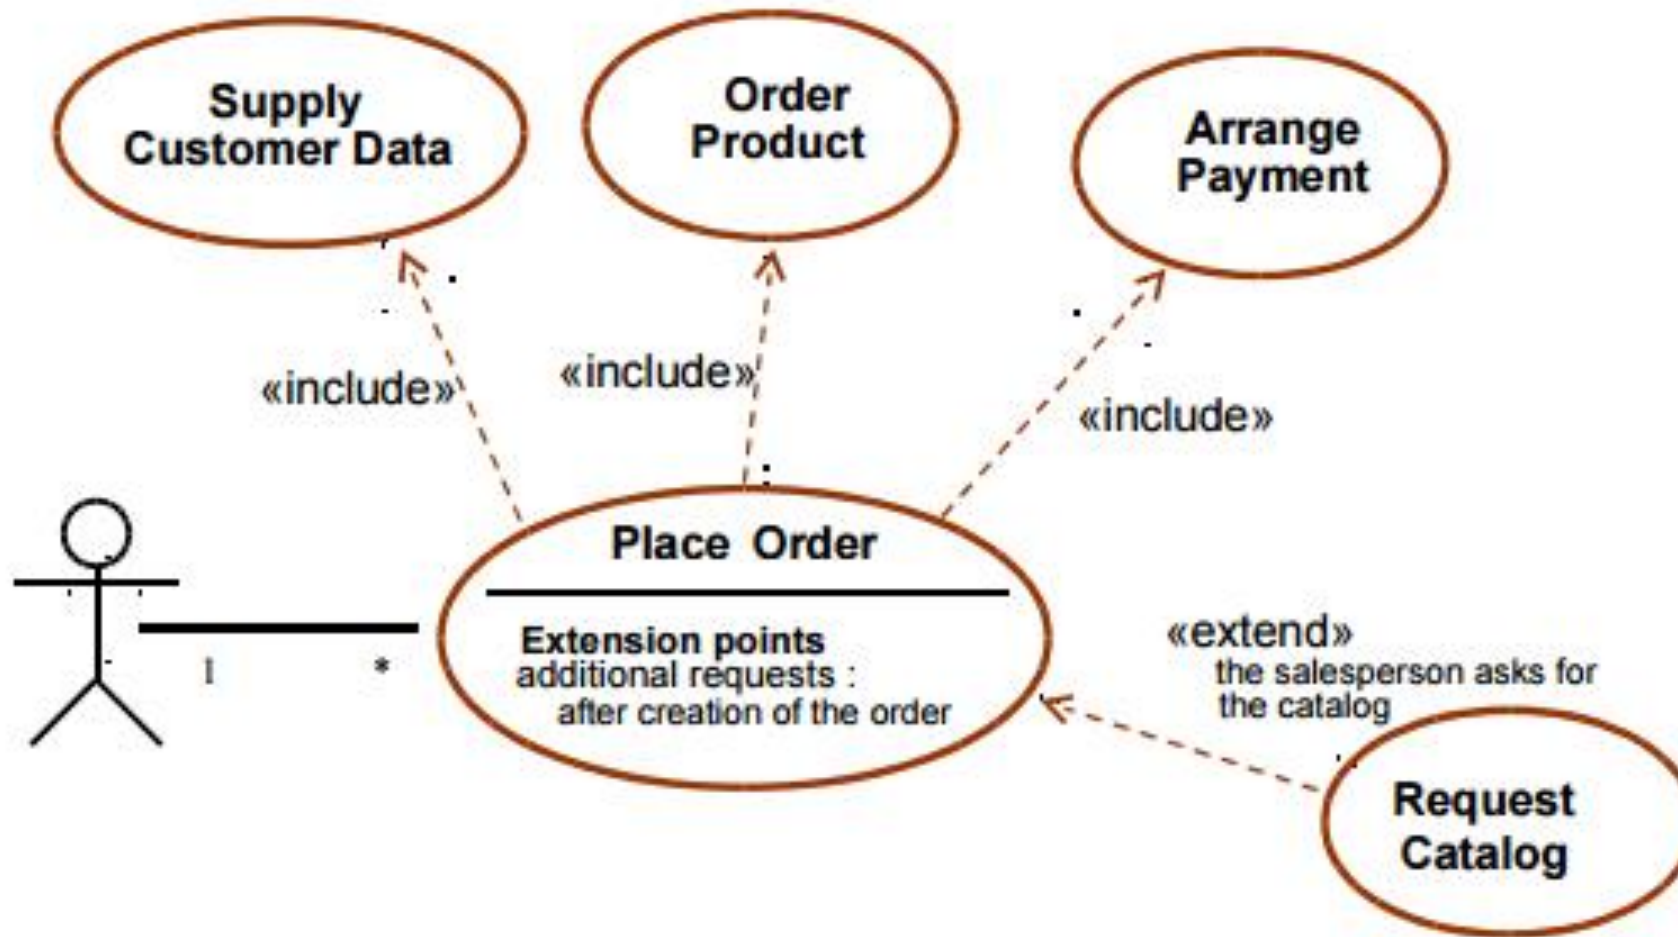 Supply
Customer Data
Order
Product
Arrange
Payment
«include»
«include»
«include»
Place Order
Extension points
additional requests :
after creation of the order
1
*
«extend»
the salesperson asks for
the catalog
Request
Catalog